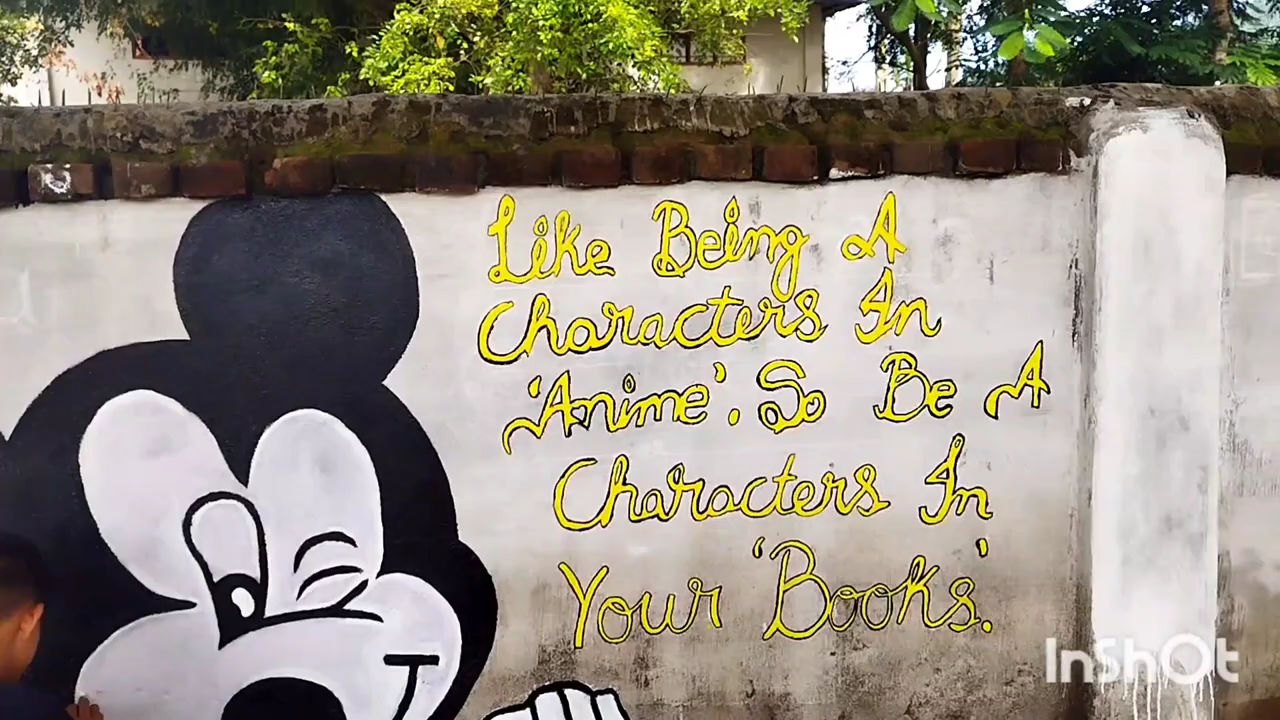 Like Being A
Characters In
'Anime'. So Be A
Characters In
Your 'Books'.
InShOt